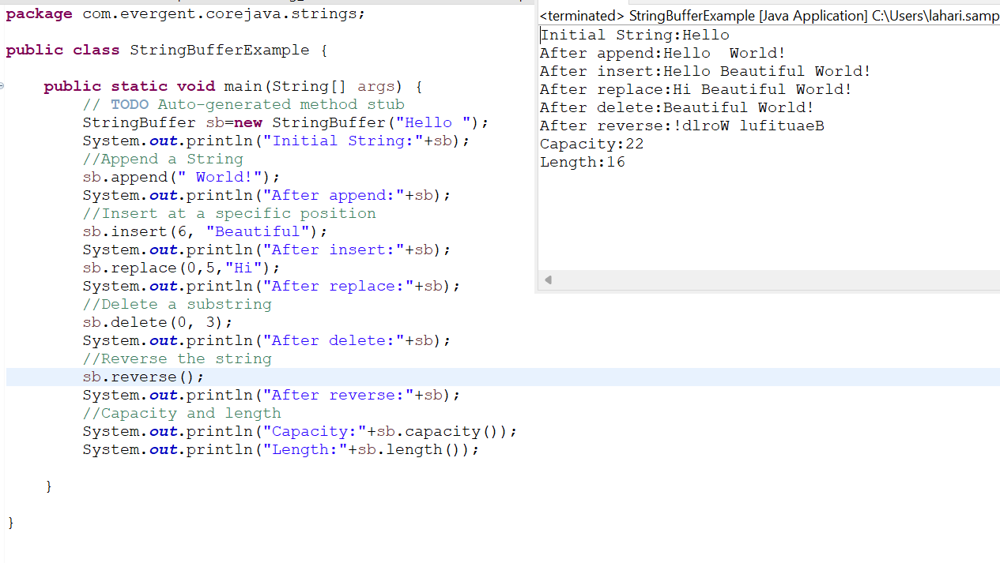 package com.evergent.corejava.strings;
public class StringBufferExample {
public static void main(String[] args) {
// TODO Auto-generated method stub
StringBuffer sb=new StringBuffer("Hello ");
System.out.println("Initial String:"+sb);
//Append a String
sb.append(" World!");
System.out.println("After append:"+sb);
//Insert at a specific position
sb.insert(6, "Beautiful");
System.out.println("After insert:"+sb);
sb.replace(0,5,"Hi");
System.out.println("After replace:"+sb);
//Delete a substring
sb.delete(0, 3);
System.out.println("After delete:"+sb);
//Reverse the string
sb.reverse();
System.out.println("After reverse:"+sb);
//Capacity and length
System.out.println("Capacity:"+sb.capacity());
System.out.println("Length:"+sb.length());
}
}
<terminated> StringBufferExample [Java Application] C:\Users\lahari.samp
Initial String:Hello
After append:Hello  World!
After insert:Hello Beautiful World!
After replace:Hi Beautiful World!
After delete:Beautiful World!
After reverse:!dlroW lufituaeB
Capacity:22
Length:16